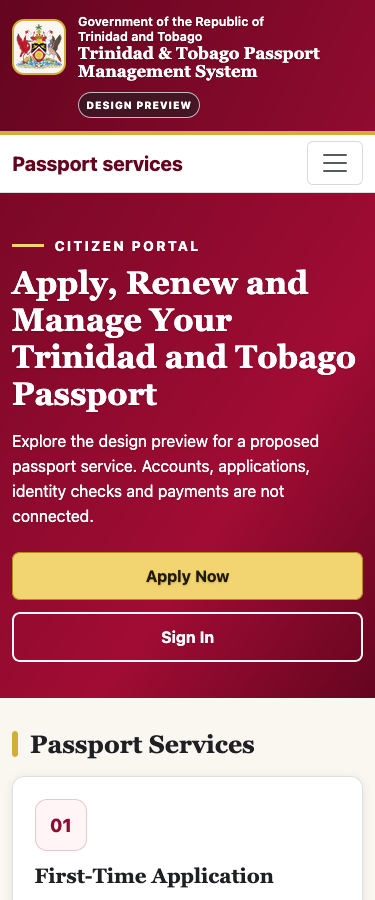 Government of the Republic of
Trinidad and Tobago
Trinidad & Tobago Passport
Management System
DESIGN PREVIEW
Passport services
CITIZEN PORTAL
Apply, Renew and
Manage Your
Trinidad and Tobago
Passport
Explore the design preview for a proposed
passport service. Accounts, applications,
identity checks and payments are not
connected.
Apply Now
Sign In
Passport Services
01
First-Time Application